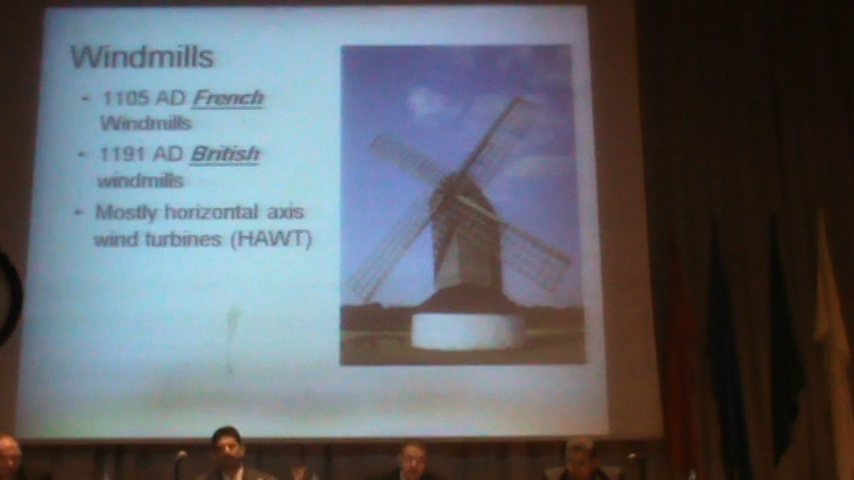 Windmills
• 1105 AD French
Windmills
• 1191 AD British
windmills
• Mostly horizontal axis
wind turbines (HAWT)